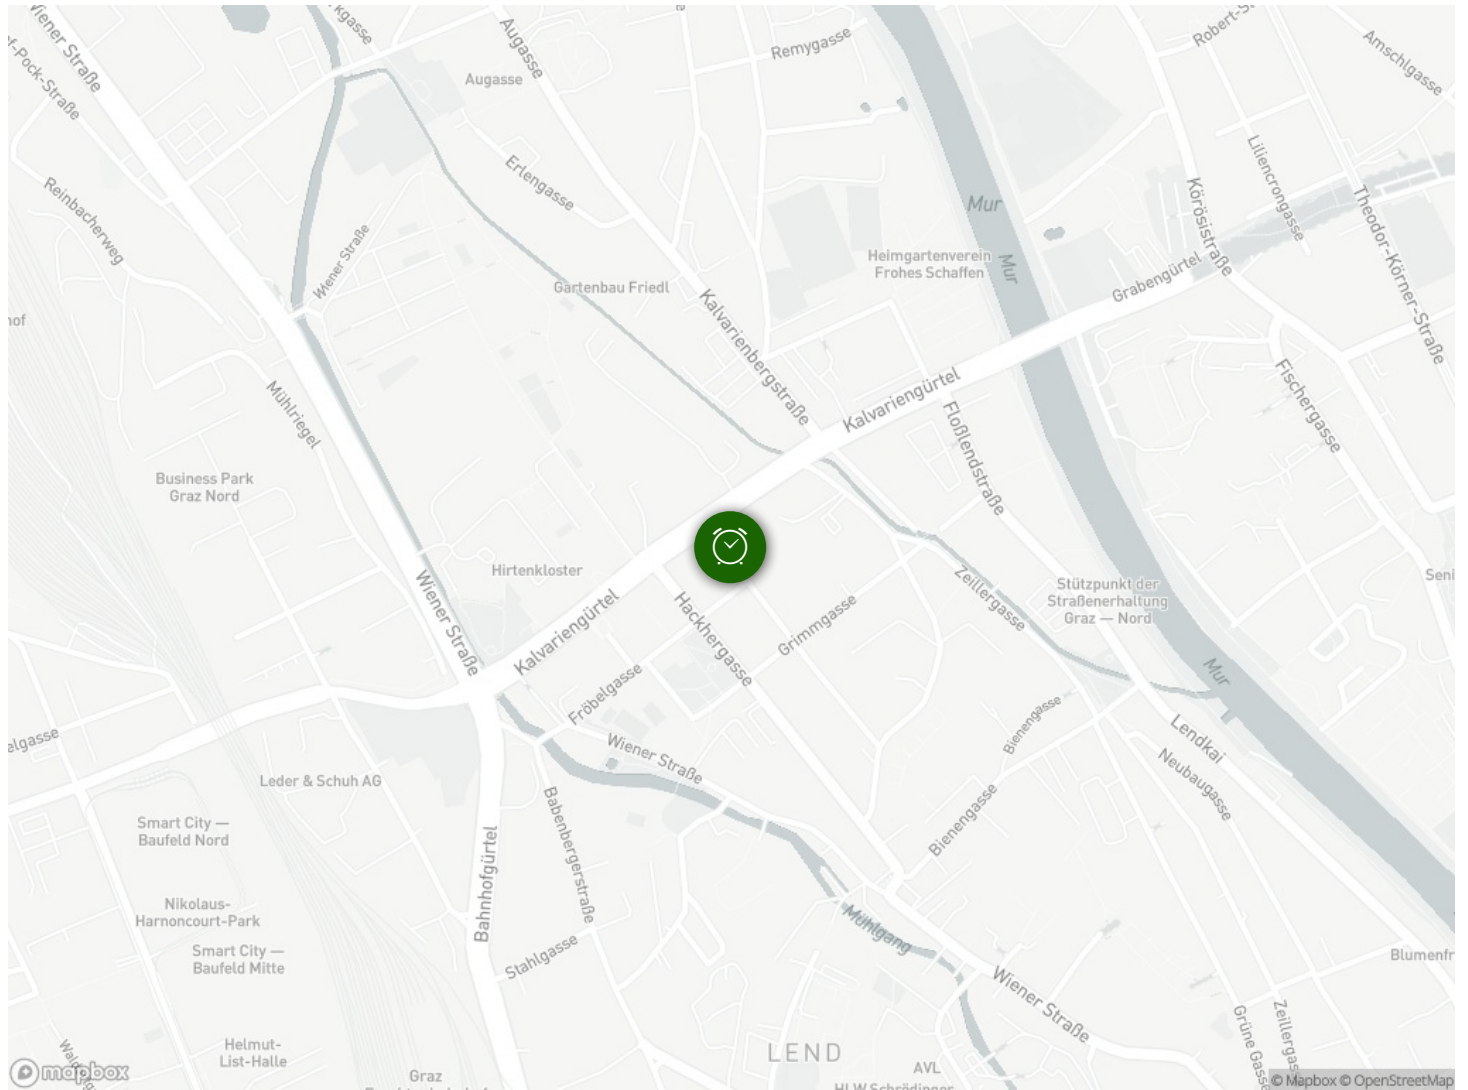 Wiener Straße
Augasse
Remygasse
Amschlgasse
Augasse
Erlengasse
Reinbacherweg
Wiener Straße
Liliencrongasse
Körösistraße
Theodor-Körner-Straße
Mur
Heimgartenverein
Frohes Schaffen
Mur
Gartenbau Friedl
Grabengürtel
Kalvarienbergstraße
Kalvariengürtel
Fischergasse
Mühlriegel
Floßlendstraße
Business Park
Graz Nord
Hirtenkloster
Wiener Straße
Kalvariengürtel
Hackhergasse
Grimmgasse
Zeillergasse
Stützpunkt der
Straßenerhaltung
Graz — Nord
Mur
Fröbelgasse
Bienengasse
Lendkai
Wiener Straße
Neubaugasse
Leder & Schuh AG
Smart City —
Baufeld Nord
Babenbergerstraße
Bienengasse
Bahnhofgürtel
Nikolaus-
Harnoncourt-Park
Mühlgang
Smart City —
Baufeld Mitte
Stahlgasse
Wiener Straße
Helmut-
List-Halle
LEND
AVL
Graz
mapbox
© Mapbox © OpenStreetMap